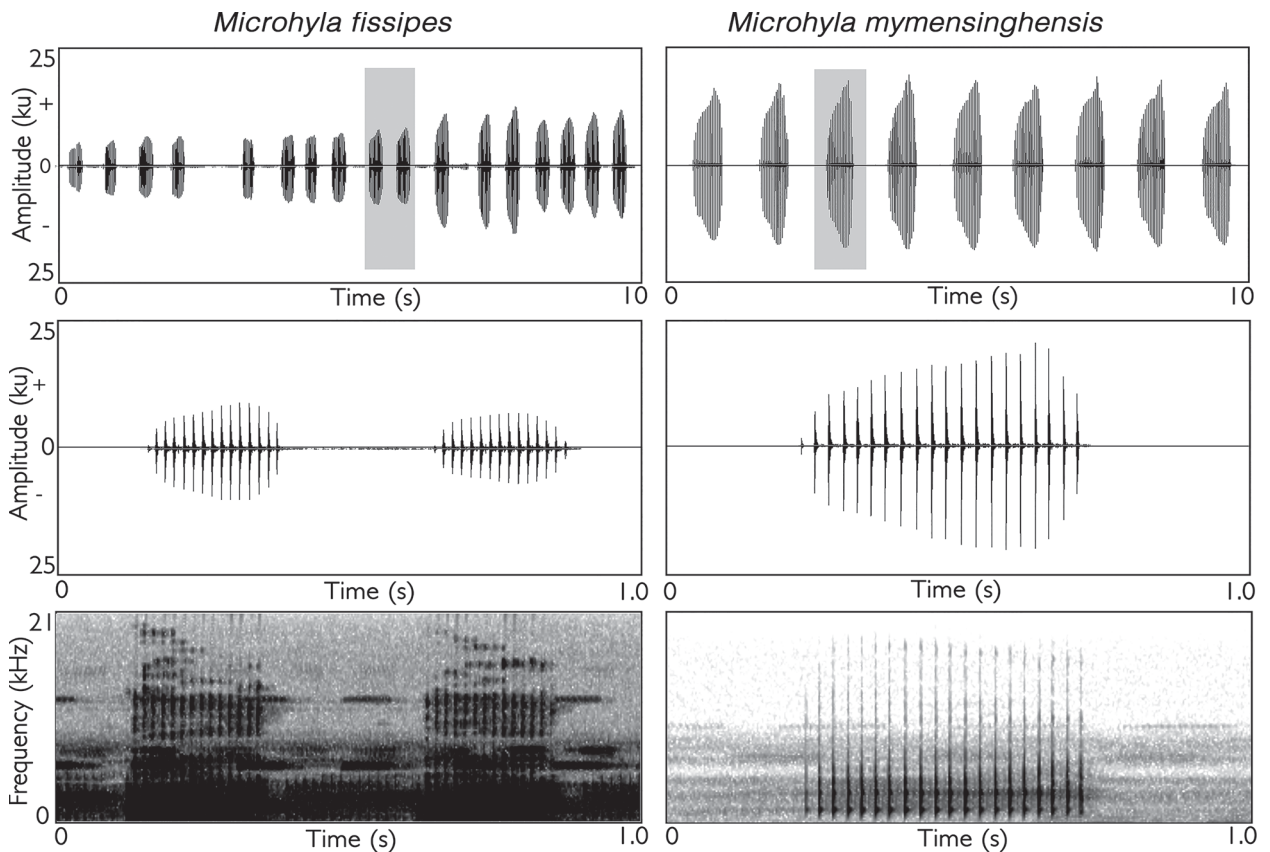 Microhyla fissipes
Microhyla mymensinghensis
25
Amplitude (ku)
+
0
-
25
0
Time (s)
10
0
Time (s)
10
25
Amplitude (ku)
+
0
-
25
0
Time (s)
1.0
0
Time (s)
1.0
21
Frequency (kHz)
0
0
Time (s)
1.0
0
Time (s)
1.0